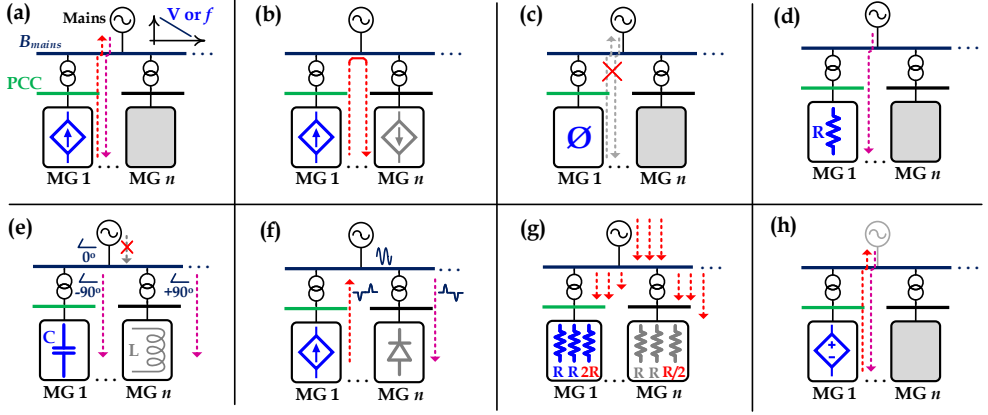 (a)
Mains
V or f
B_mains
...
PCC
...
MG 1
MG n
(b)
...
...
MG 1
MG n
(c)
...
Ø
...
MG 1
MG n
(d)
...
R
...
MG 1
MG n
(e)
0°
...
-90°
+90°
C
L
...
MG 1
MG n
(f)
...
...
MG 1
MG n
(g)
...
R R 2R
R R R/2
...
MG 1
MG n
(h)
...
+
-
...
MG 1
MG n